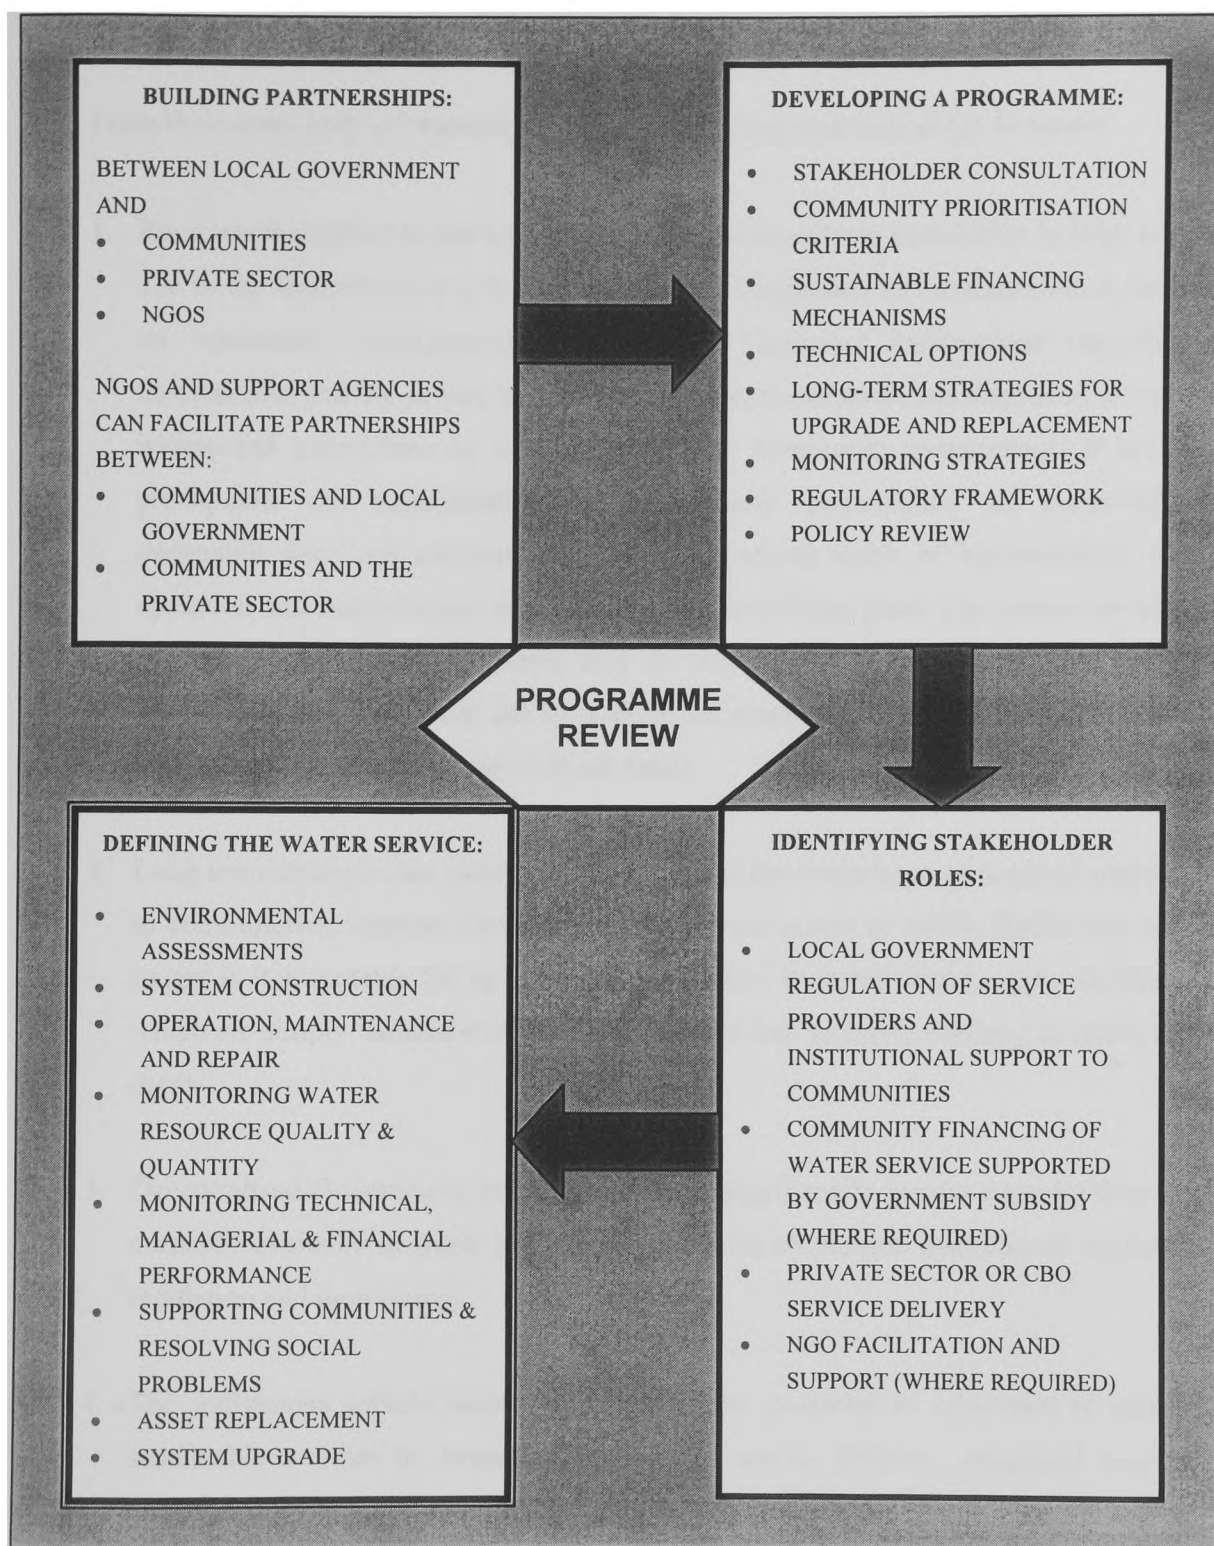 BUILDING PARTNERSHIPS:
BETWEEN LOCAL GOVERNMENT
AND
• COMMUNITIES
• PRIVATE SECTOR
• NGOS
NGOS AND SUPPORT AGENCIES
CAN FACILITATE PARTNERSHIPS
BETWEEN:
• COMMUNITIES AND LOCAL
GOVERNMENT
• COMMUNITIES AND THE
PRIVATE SECTOR
DEVELOPING A PROGRAMME:
• STAKEHOLDER CONSULTATION
• COMMUNITY PRIORITISATION
CRITERIA
• SUSTAINABLE FINANCING
MECHANISMS
• TECHNICAL OPTIONS
• LONG-TERM STRATEGIES FOR
UPGRADE AND REPLACEMENT
• MONITORING STRATEGIES
• REGULATORY FRAMEWORK
• POLICY REVIEW
PROGRAMME
REVIEW
DEFINING THE WATER SERVICE:
• ENVIRONMENTAL
ASSESSMENTS
• SYSTEM CONSTRUCTION
• OPERATION, MAINTENANCE
AND REPAIR
• MONITORING WATER
RESOURCE QUALITY &
QUANTITY
• MONITORING TECHNICAL,
MANAGERIAL & FINANCIAL
PERFORMANCE
• SUPPORTING COMMUNITIES &
RESOLVING SOCIAL
PROBLEMS
• ASSET REPLACEMENT
• SYSTEM UPGRADE
IDENTIFYING STAKEHOLDER
ROLES:
• LOCAL GOVERNMENT
REGULATION OF SERVICE
PROVIDERS AND
INSTITUTIONAL SUPPORT TO
COMMUNITIES
• COMMUNITY FINANCING OF
WATER SERVICE SUPPORTED
BY GOVERNMENT SUBSIDY
(WHERE REQUIRED)
• PRIVATE SECTOR OR CBO
SERVICE DELIVERY
• NGO FACILITATION AND
SUPPORT (WHERE REQUIRED)